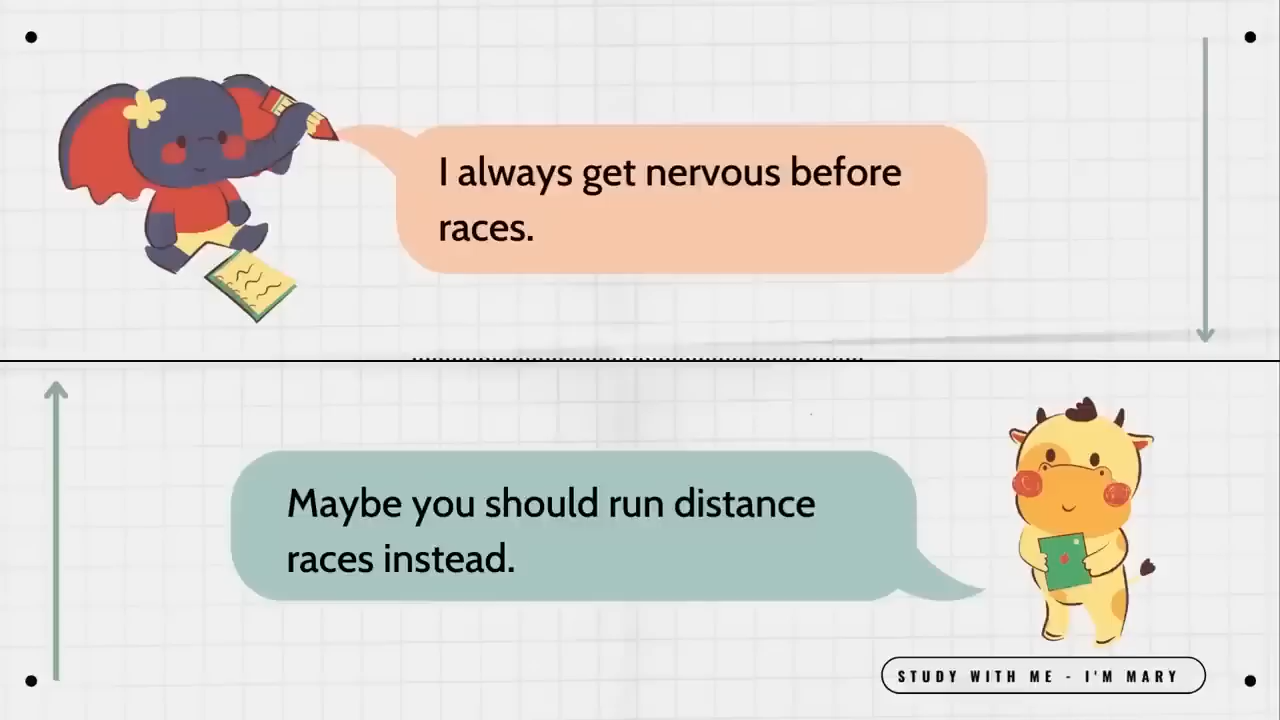 I always get nervous before
races.
Maybe you should run distance
races instead.
STUDY WITH ME - I'M MARY